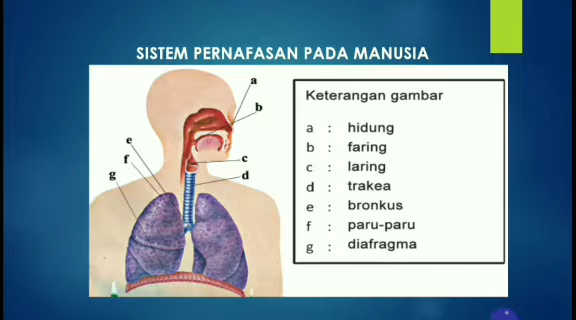 SISTEM PERNAFASAN PADA MANUSIA
a
b
c
d
e
f
g
Keterangan gambar
a : hidung
b : faring
c : laring
d : trakea
e : bronkus
f : paru-paru
g : diafragma